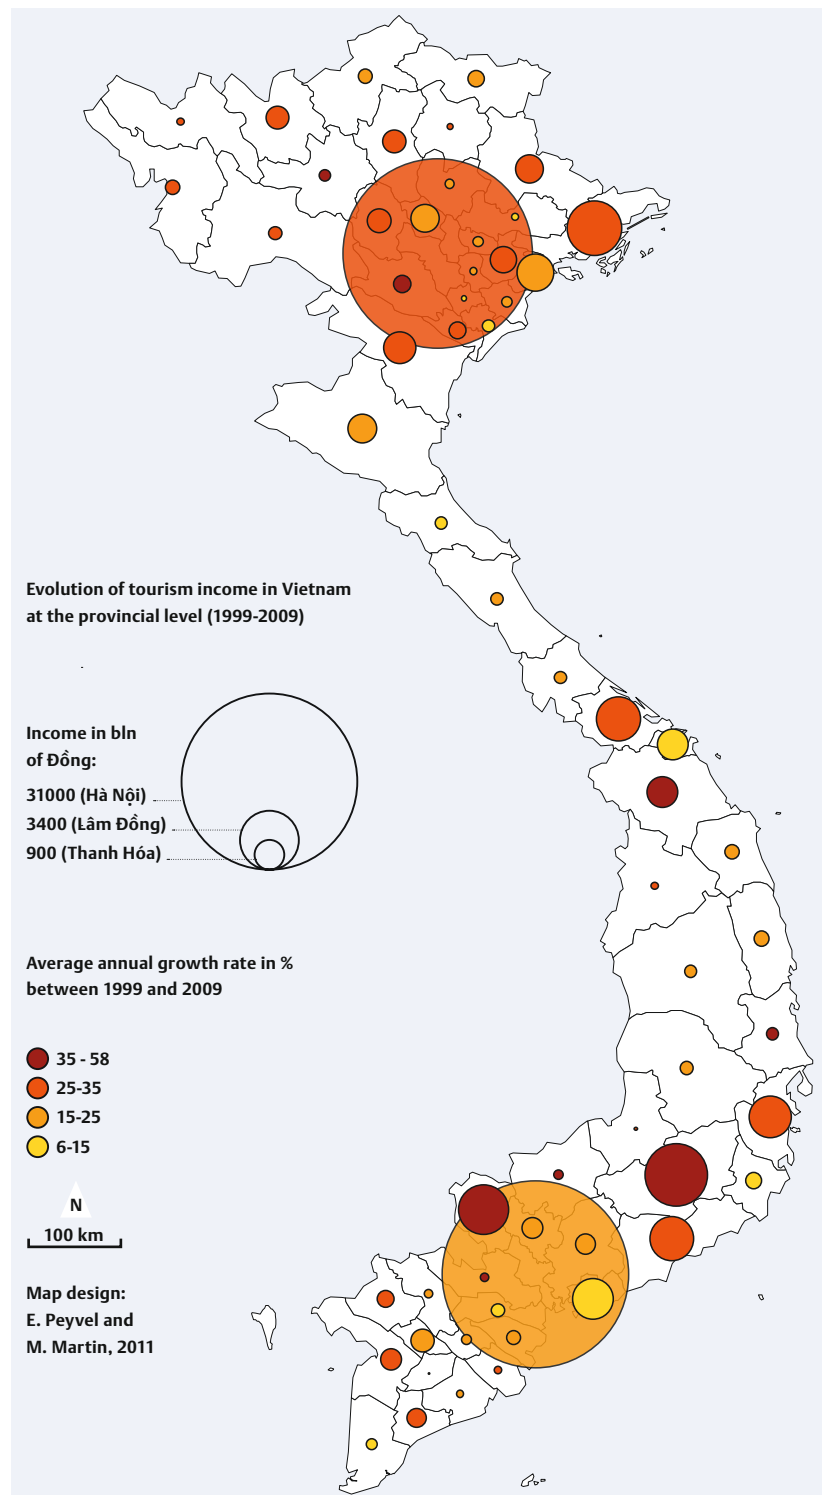 Evolution of tourism income in Vietnam
at the provincial level (1999-2009)
Income in bln
of Đồng:
31000 (Hà Nội)
3400 (Łâm Đồng)
900 (Thanh Hóa)
Average annual growth rate in %
between 1999 and 2009
35 - 58
25-35
15-25
6-15
N
100 km
Map design:
E. Peyvel and
M. Martin, 2011